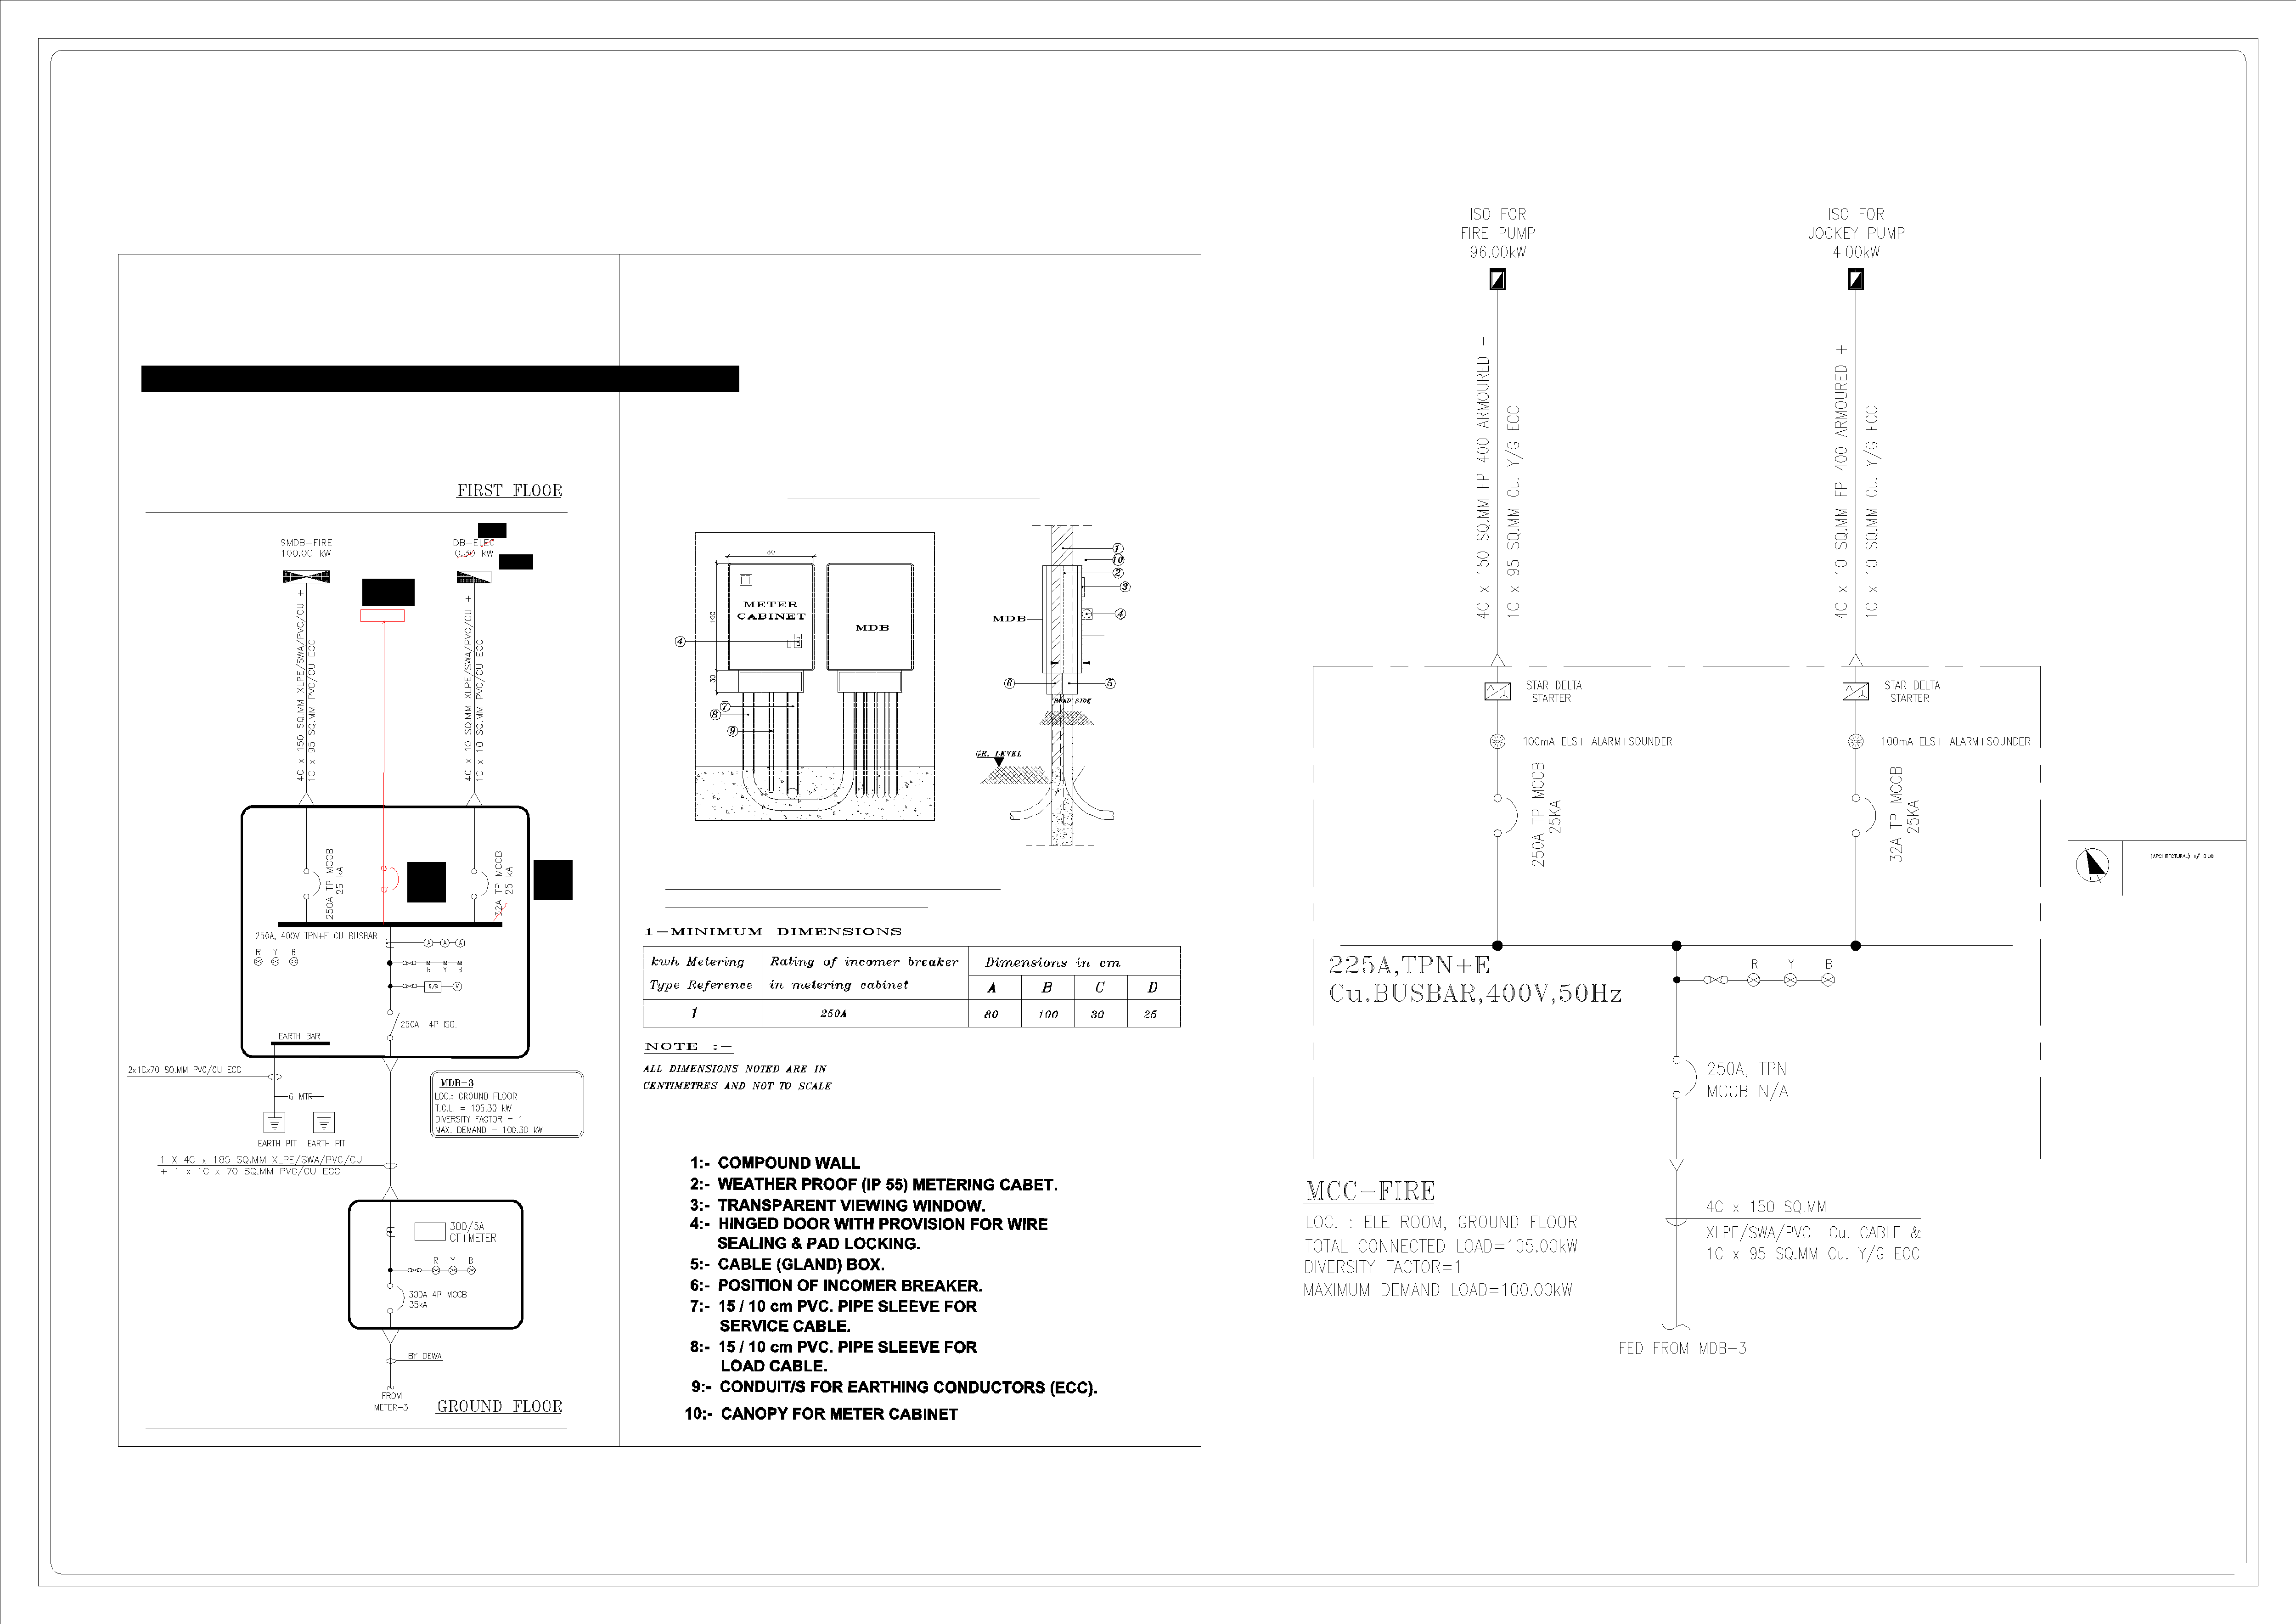 FIRST FLOOR
SMDB-FIRE
100.00 kW
DB-ELEC
0.30 kW
4C x 150 SQ.MM XLPE/SWA/PVC/CU +
1C x 95 SQ.MM PVC/CU ECC
4C x 10 SQ.MM XLPE/SWA/PVC/CU +
1C x 10 SQ.MM PVC/CU ECC
250A TP MCCB
25 kA
32A TP MCCB
25 kA
250A, 400V TPN+E CU BUSBAR
R Y B
A A A
R Y B
S/S V
250A 4P ISO.
EARTH BAR
2x1Cx70 SQ.MM PVC/CU ECC
6 MTR
EARTH PIT EARTH PIT
MDB-3
LOC.: GROUND FLOOR
T.C.L. = 105.30 kW
DIVERSITY FACTOR = 1
MAX. DEMAND = 100.30 kW
1 X 4C x 185 SQ.MM XLPE/SWA/PVC/CU
+ 1 x 1C x 70 SQ.MM PVC/CU ECC
300/5A
CT+METER
R Y B
300A 4P MCCB
35kA
BY DEWA
FROM
METER-3
GROUND FLOOR
80
100
30
METER
CABINET
MDB
4
7
8
9
1
10
2
3
4
MDB
6
5
ROAD SIDE
GR. LEVEL
1-MINIMUM DIMENSIONS
kwh Metering
Type Reference
Rating of incomer breaker
in metering cabinet
Dimensions in cm
A B C D
1 250A 80 100 30 25
NOTE :-
ALL DIMENSIONS NOTED ARE IN
CENTIMETRES AND NOT TO SCALE
1:- COMPOUND WALL
2:- WEATHER PROOF (IP 55) METERING CABET.
3:- TRANSPARENT VIEWING WINDOW.
4:- HINGED DOOR WITH PROVISION FOR WIRE
SEALING & PAD LOCKING.
5:- CABLE (GLAND) BOX.
6:- POSITION OF INCOMER BREAKER.
7:- 15 / 10 cm PVC. PIPE SLEEVE FOR
SERVICE CABLE.
8:- 15 / 10 cm PVC. PIPE SLEEVE FOR
LOAD CABLE.
9:- CONDUIT/S FOR EARTHING CONDUCTORS (ECC).
10:- CANOPY FOR METER CABINET
ISO FOR
FIRE PUMP
96.00kW
ISO FOR
JOCKEY PUMP
4.00kW
4C x 150 SQ.MM FP 400 ARMOURED +
1C x 95 SQ.MM Cu. Y/G ECC
4C x 10 SQ.MM FP 400 ARMOURED +
1C x 10 SQ.MM Cu. Y/G ECC
STAR DELTA
STARTER
STAR DELTA
STARTER
100mA ELS+ ALARM+SOUNDER
100mA ELS+ ALARM+SOUNDER
250A TP MCCB
25KA
32A TP MCCB
25KA
225A,TPN+E
Cu.BUSBAR,400V,50Hz
R Y B
250A, TPN
MCCB N/A
MCC-FIRE
LOC. : ELE ROOM, GROUND FLOOR
TOTAL CONNECTED LOAD=105.00kW
DIVERSITY FACTOR=1
MAXIMUM DEMAND LOAD=100.00kW
4C x 150 SQ.MM
XLPE/SWA/PVC Cu. CABLE &
1C x 95 SQ.MM Cu. Y/G ECC
FED FROM MDB-3